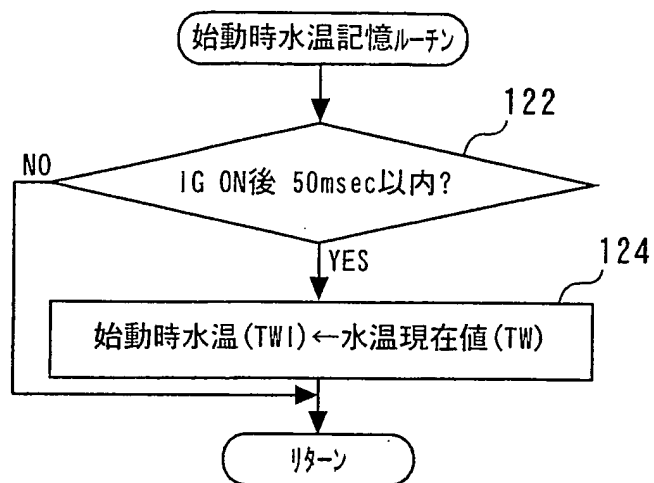 始動時水温記憶ルーチン
122
NO
IG ON後 50msec以内?
YES
124
始動時水温(TWI)←水温現在値(TW)
リターン